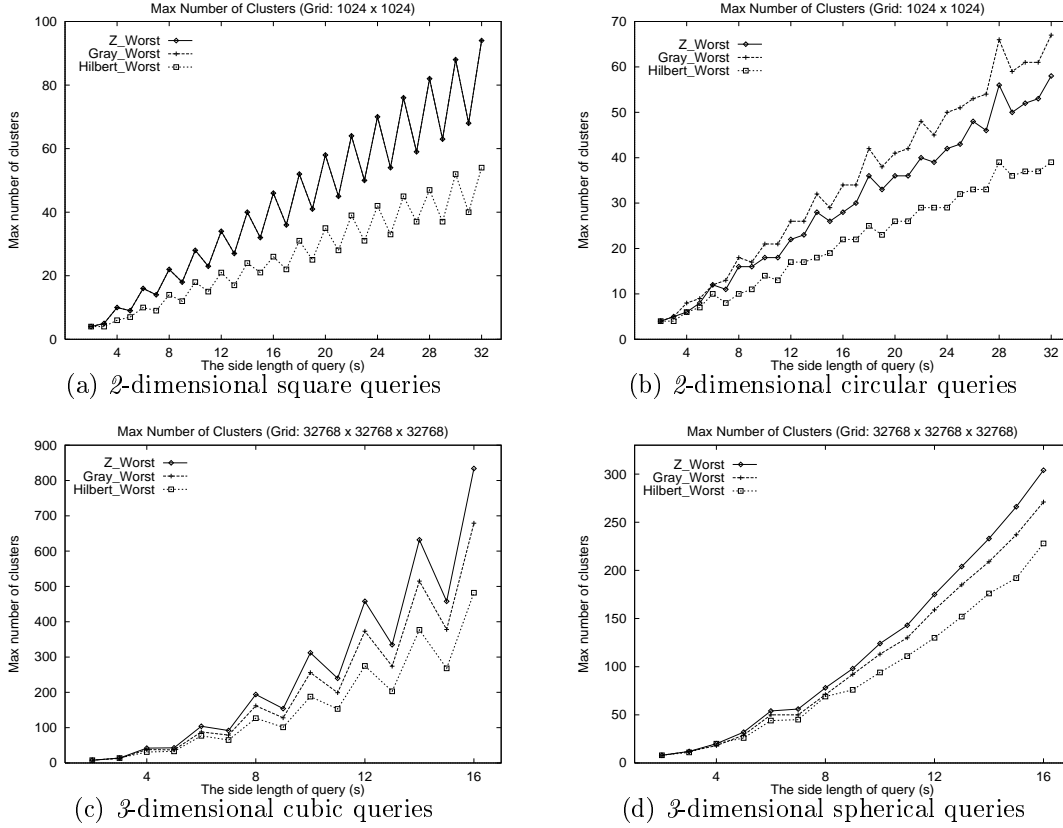 Max Number of Clusters (Grid: 1024 x 1024)
100
80
60
40
20
0
Max number of clusters
Z_Worst
Gray_Worst
Hilbert_Worst
4 8 12 16 20 24 28 32
The side length of query (s)
(a) 2-dimensional square queries
Max Number of Clusters (Grid: 1024 x 1024)
70
60
50
40
30
20
10
0
Max number of clusters
Z_Worst
Gray_Worst
Hilbert_Worst
4 8 12 16 20 24 28 32
The side length of query (s)
(b) 2-dimensional circular queries
Max Number of Clusters (Grid: 32768 x 32768 x 32768)
900
800
700
600
500
400
300
200
100
0
Max number of clusters
Z_Worst
Gray_Worst
Hilbert_Worst
4 8 12 16
The side length of query (s)
(c) 3-dimensional cubic queries
Max Number of Clusters (Grid: 32768 x 32768 x 32768)
300
250
200
150
100
50
0
Max number of clusters
Z_Worst
Gray_Worst
Hilbert_Worst
4 8 12 16
The side length of query (s)
(d) 3-dimensional spherical queries